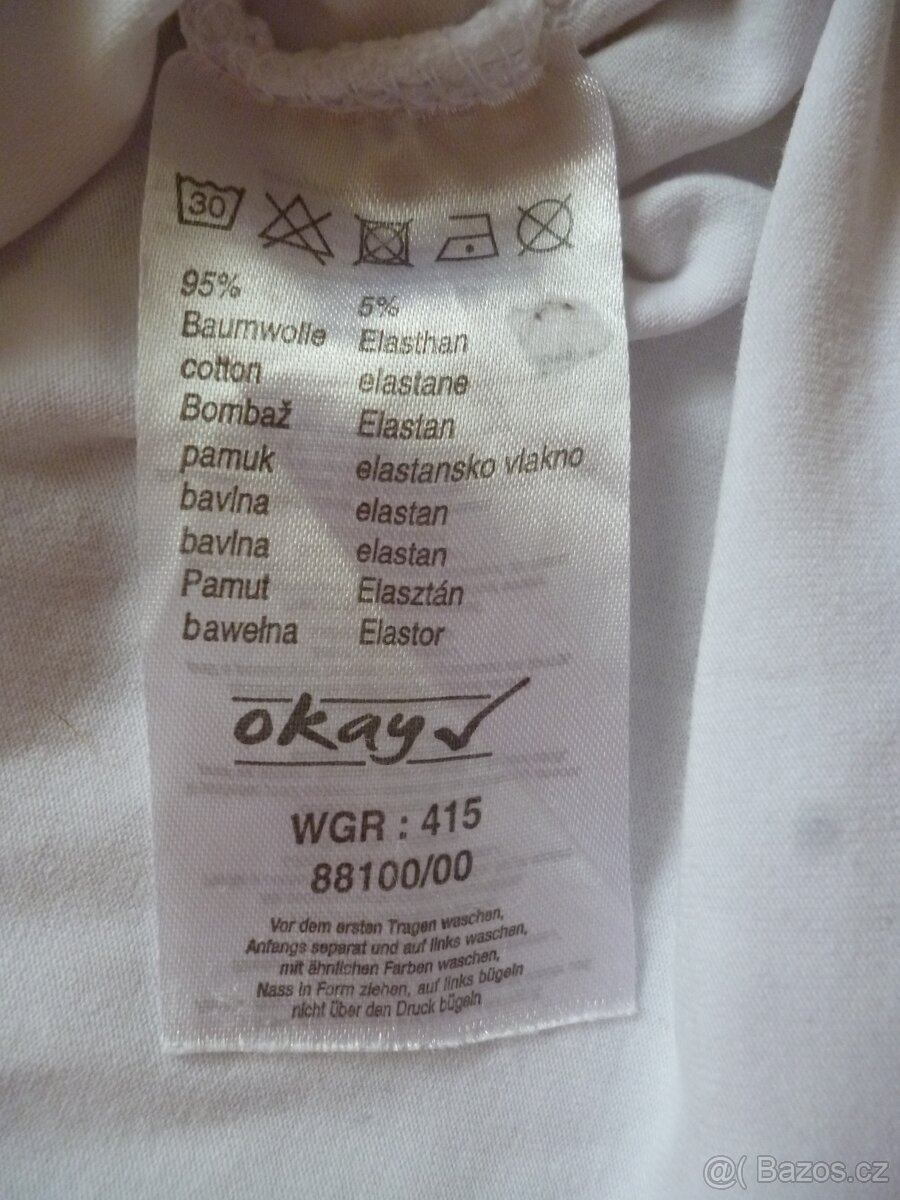 30
95%
Baumwolle
cotton
Bombaž
pamuk
bavlna
bavlna
Pamut
bawełna
5%
Elasthan
elastane
Elastan
elastansko vlakno
elastan
elastan
Elasztán
Elastor
okay
WGR : 415
88100/00
Vor dem ersten Tragen waschen,
Anfangs separat und auf links waschen,
mit ähnlichen Farben waschen,
Nass in Form ziehen, auf links bügeln
nicht über den Druck bügeln
@( Bazos.cz